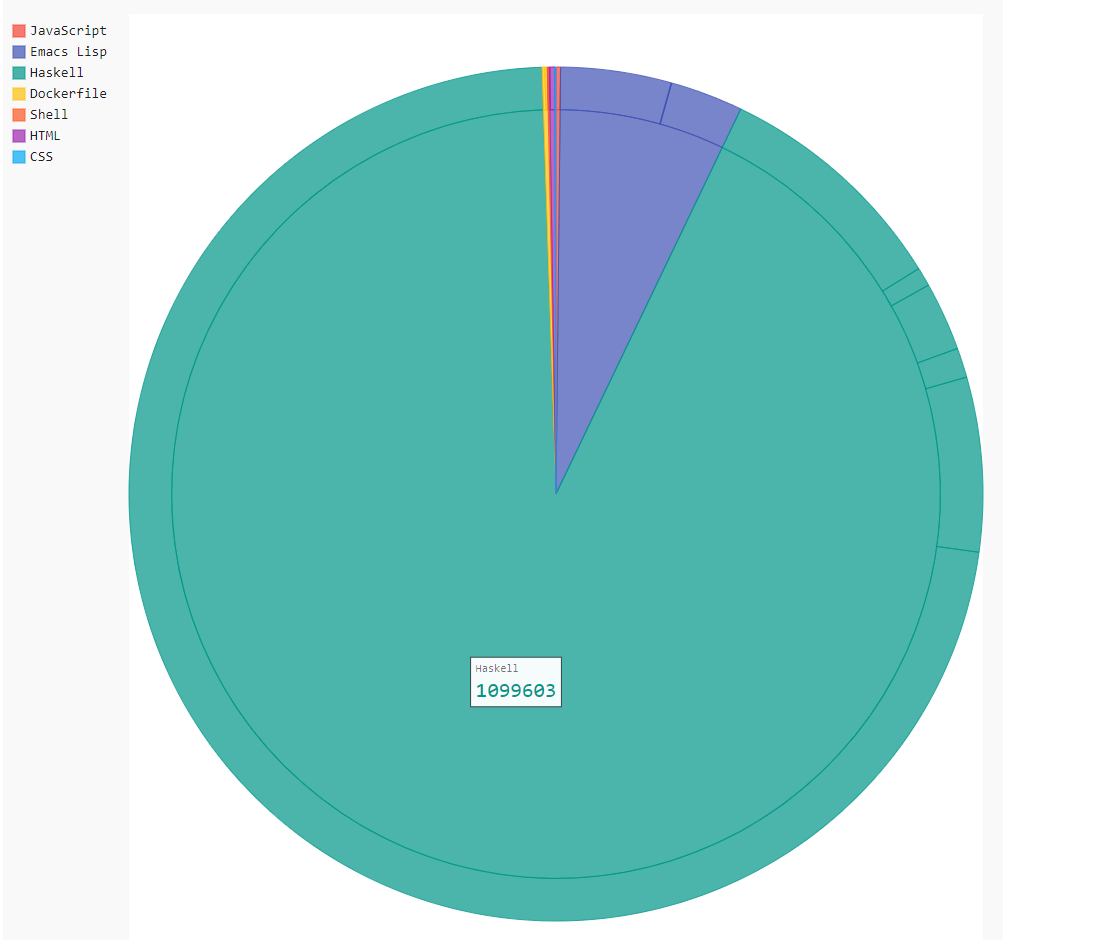 JavaScript
Emacs Lisp
Haskell
Dockerfile
Shell
HTML
CSS
Haskell
1099603